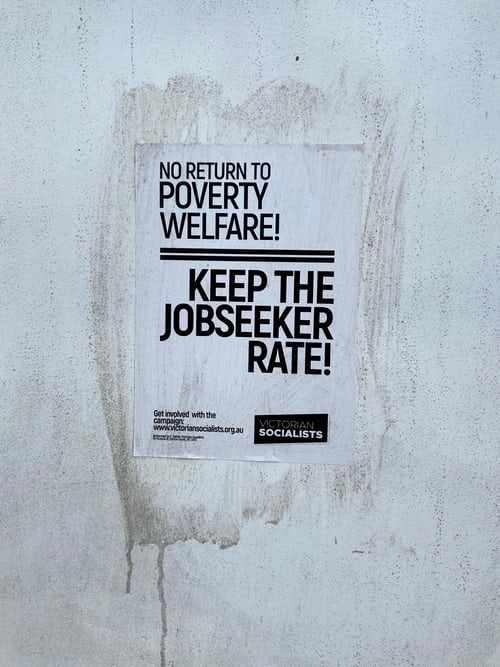 NO RETURN TO
POVERTY
WELFARE!
KEEP THE
JOBSEEKER
RATE!
Get involved with the
campaign:
www.victoriansocialists.org.au
VICTORIAN
SOCIALISTS